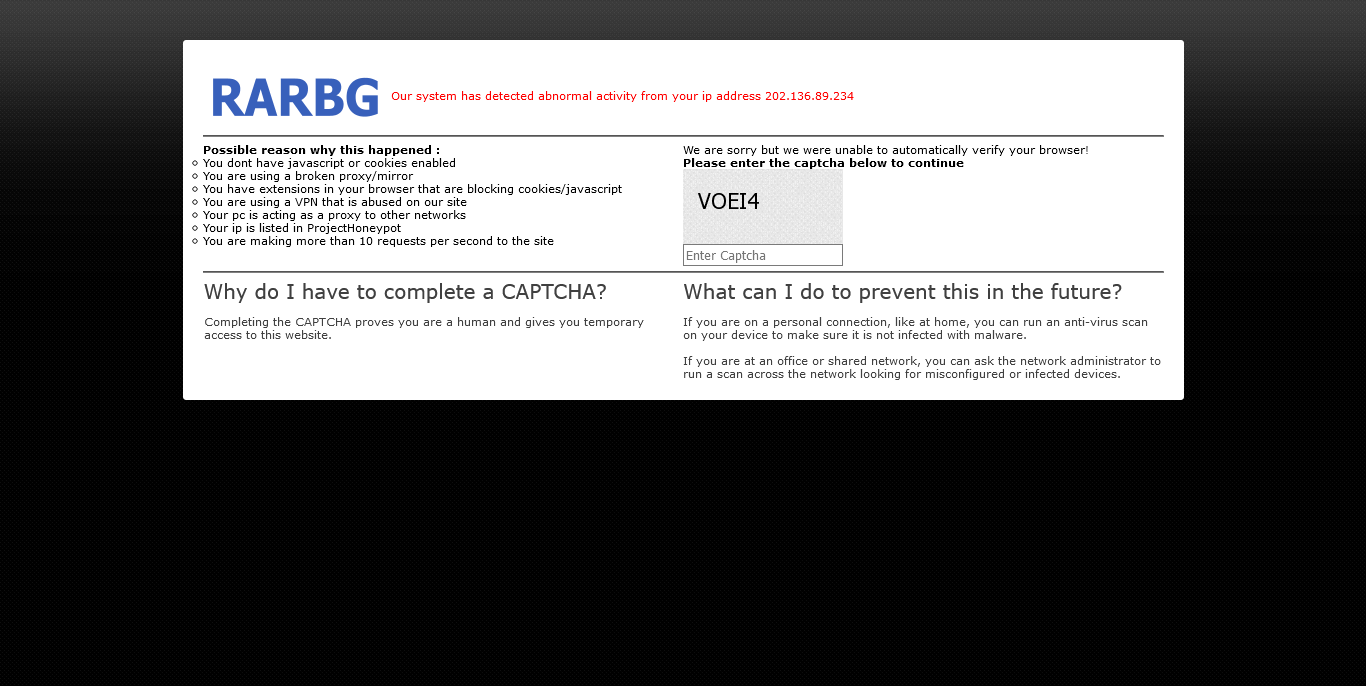 RARBG
Our system has detected abnormal activity from your ip address 202.136.89.234
Possible reason why this happened :
You dont have javascript or cookies enabled
You are using a broken proxy/mirror
You have extensions in your browser that are blocking cookies/javascript
You are using a VPN that is abused on our site
Your pc is acting as a proxy to other networks
Your ip is listed in ProjectHoneypot
You are making more than 10 requests per second to the site
We are sorry but we were unable to automatically verify your browser!
Please enter the captcha below to continue
VOEI4
Enter Captcha
Why do I have to complete a CAPTCHA?
Completing the CAPTCHA proves you are a human and gives you temporary
access to this website.
What can I do to prevent this in the future?
If you are on a personal connection, like at home, you can run an anti-virus scan
on your device to make sure it is not infected with malware.
If you are at an office or shared network, you can ask the network administrator to
run a scan across the network looking for misconfigured or infected devices.